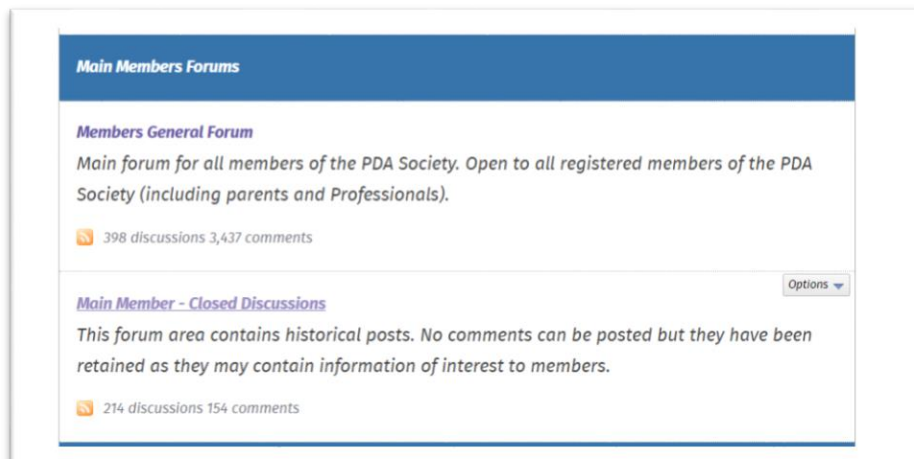 Main Members Forums
Members General Forum
Main forum for all members of the PDA Society. Open to all registered members of the PDA
Society (including parents and Professionals).
398 discussions 3,437 comments
Options
Main Member - Closed Discussions
This forum area contains historical posts. No comments can be posted but they have been
retained as they may contain information of interest to members.
214 discussions 154 comments